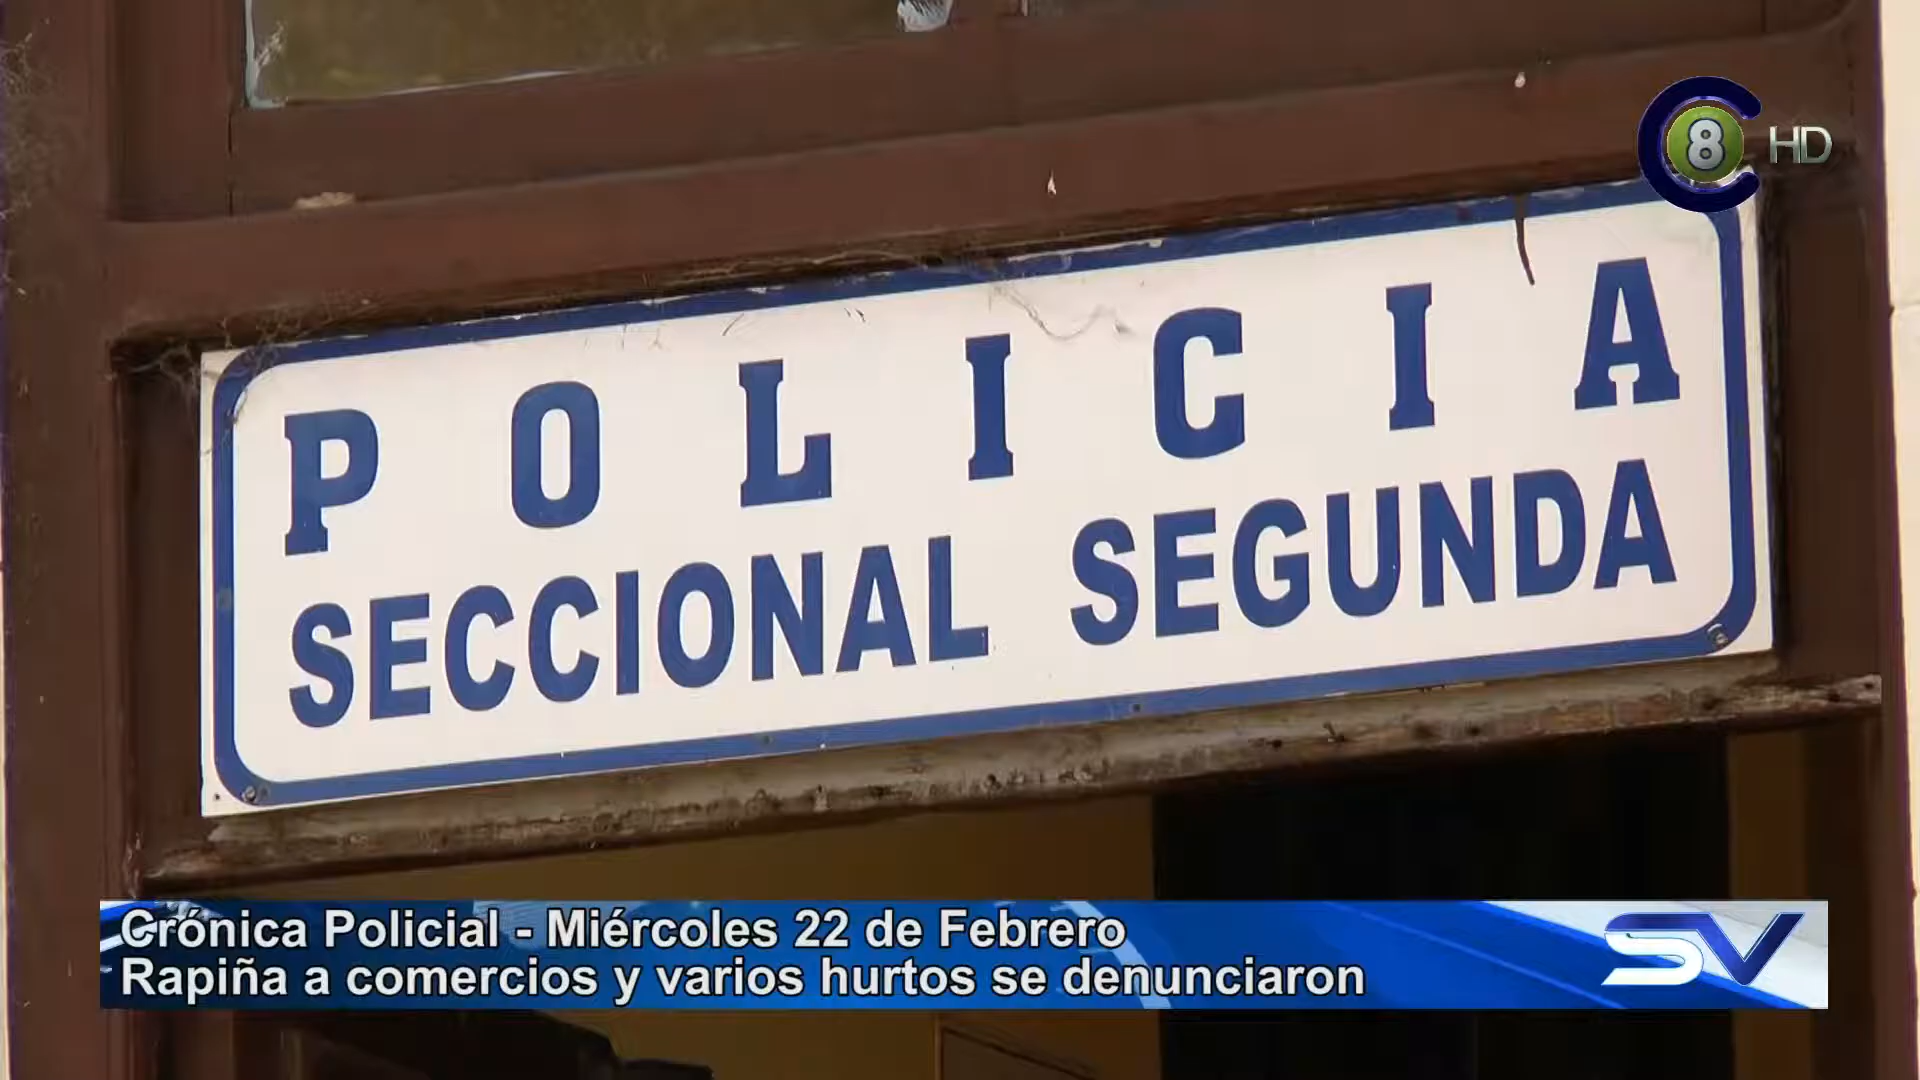 8 HD
POLICIA
SECCIONAL SEGUNDA
Crónica Policial - Miércoles 22 de Febrero
Rapiña a comercios y varios hurtos se denunciaron
SV